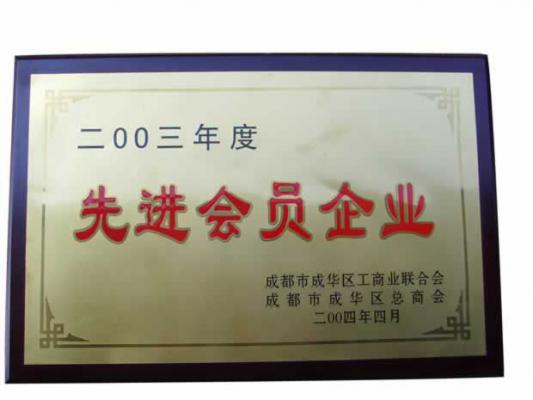 二00三年度
先进会员企业
成都市成华区工商业联合会
成都市成华区总商会
二00四年四月